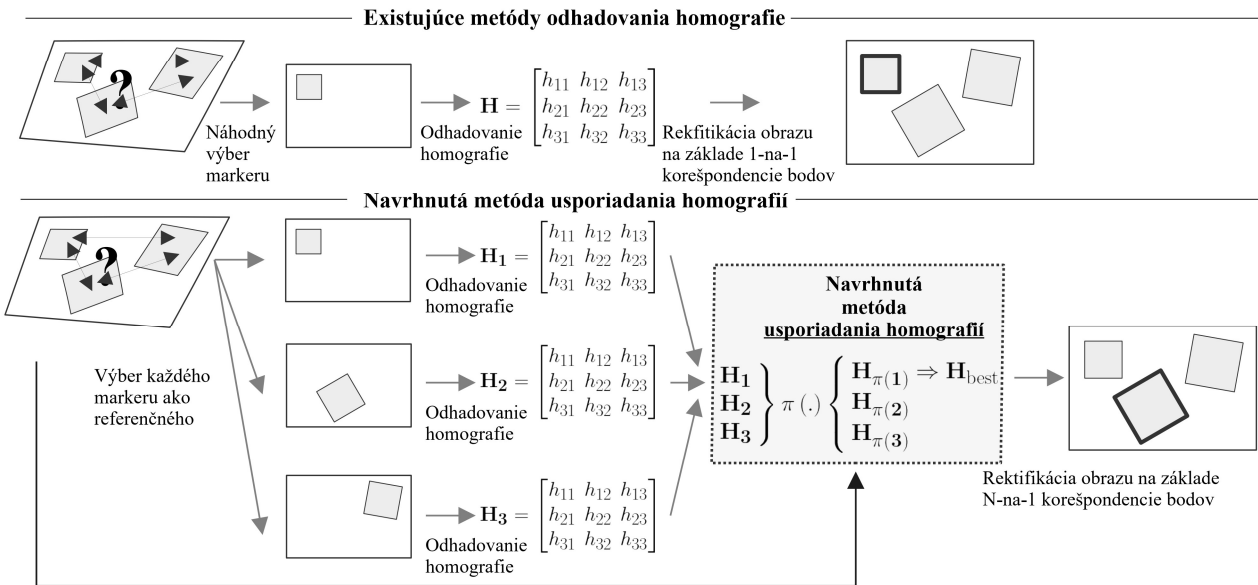 Existujúce metódy odhadovania homografie
?
Náhodný
výber
markeru
Odhadovanie
homografie
H = [h11 h12 h13
h21 h22 h23
h31 h32 h33]
Rekfitikácia obrazu
na základe 1-na-1
korešpondencie bodov
Navrhnutá metóda usporiadania homografií
?
Výber každého
markeru ako
referenčného
H1 = [h11 h12 h13
h21 h22 h23
h31 h32 h33]
Odhadovanie
homografie
H2 = [h11 h12 h13
h21 h22 h23
h31 h32 h33]
Odhadovanie
homografie
H3 = [h11 h12 h13
h21 h22 h23
h31 h32 h33]
Odhadovanie
homografie
Navrhnutá
metóda
usporiadania homografií
H1
H2
H3
} π (.) {
Hπ(1) ⇒ Hbest
Hπ(2)
Hπ(3)
Rektifikácia obrazu na základe
N-na-1 korešpondencie bodov